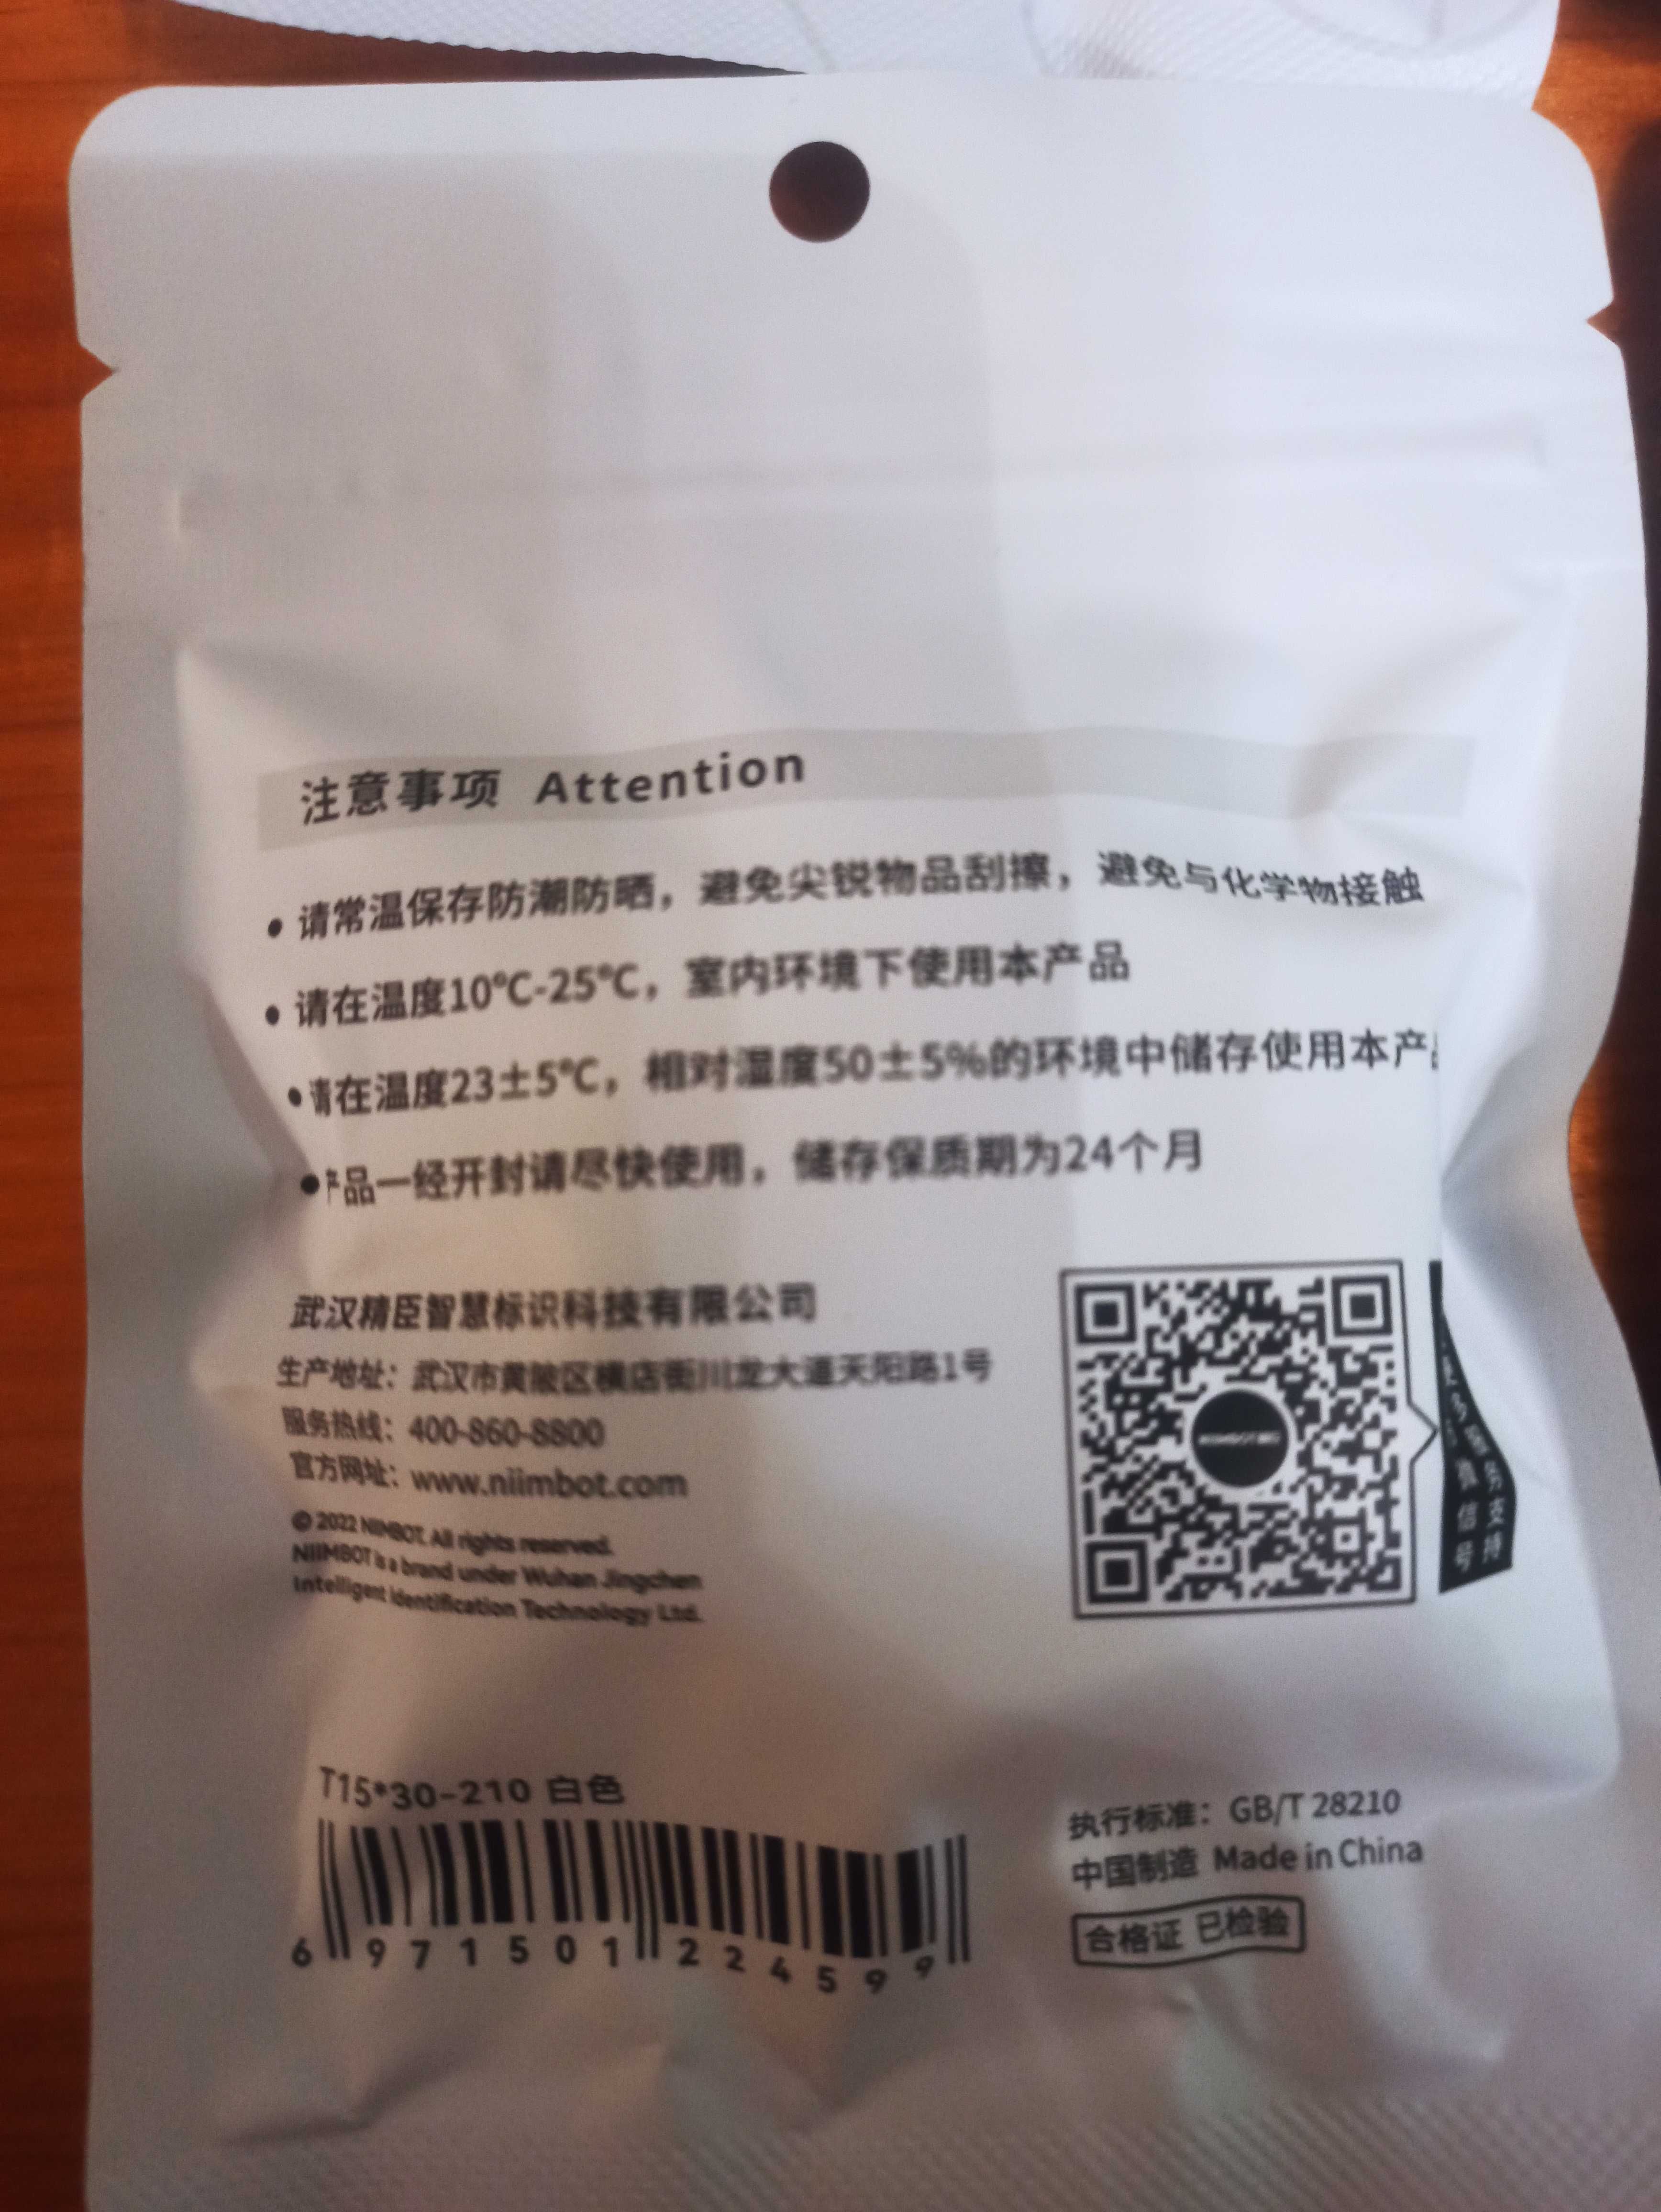 注意事项 Attention
• 请常温保存防潮防晒，避免尖锐物品刮擦，避免与化学物接触
• 请在温度10°C-25°C，室内环境下使用本产品
• 请在温度23±5°C，相对湿度50±5%的环境中储存使用本产
• 产品一经开封请尽快使用，储存保质期为24个月
武汉精臣智慧标识科技有限公司
生产地址：武汉市黄陂区横店街川龙大道天阳路1号
服务热线：400-860-8800
官方网址：www.niimbot.com
© 2022 NIIMBOT. All rights reserved.
NIIMBOT is a brand under Wuhan Jingchen
Intelligent Identification Technology Ltd.
务支持
微信号
T15*30-210 白色
6 971501 224599
执行标准：GB/T 28210
中国制造 Made in China
合格证 已检验